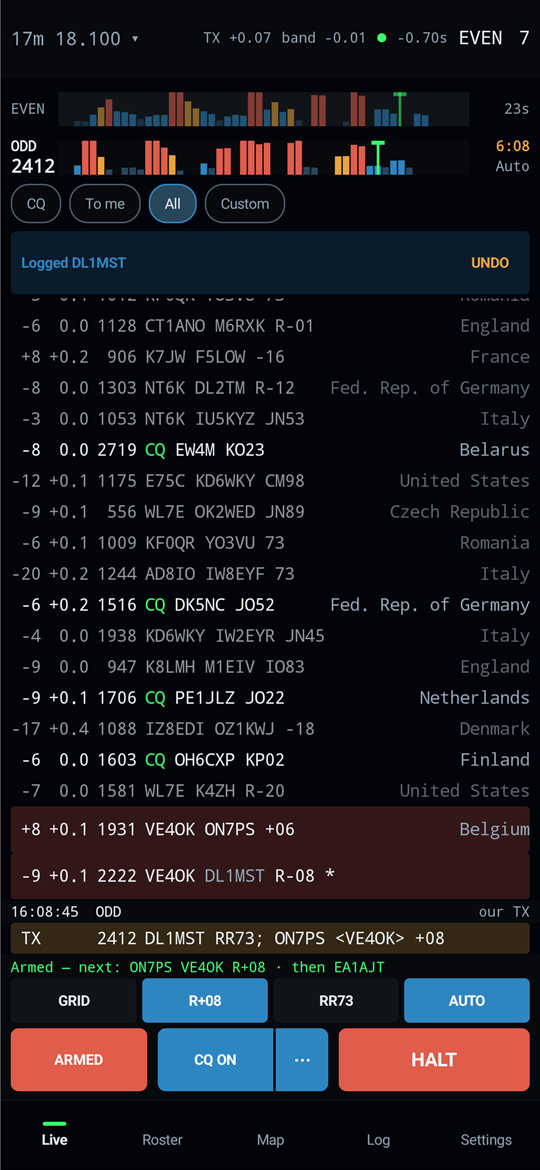 17m 18.100 ▾ TX +0.07 band -0.01 -0.70s EVEN 7
EVEN 23s
ODD 6:08
2412 Auto
CQ To me All Custom
Logged DL1MST UNDO
-6 0.0 1128 CT1ANO M6RXK R-01 England
+8 +0.2 906 K7JW F5LOW -16 France
-8 0.0 1303 NT6K DL2TM R-12 Fed. Rep. of Germany
-3 0.0 1053 NT6K IU5KYZ JN53 Italy
-8 0.0 2719 CQ EW4M KO23 Belarus
-12 +0.1 1175 E75C KD6WKY CM98 United States
-9 +0.1 556 WL7E OK2WED JN89 Czech Republic
-6 +0.1 1009 KF0QR YO3VU 73 Romania
-20 +0.2 1244 AD8IO IW8EYF 73 Italy
-6 +0.2 1516 CQ DK5NC JO52 Fed. Rep. of Germany
-4 0.0 1938 KD6WKY IW2EYR JN45 Italy
-9 0.0 947 K8LMH M1EIV IO83 England
-9 +0.1 1706 CQ PE1JLZ JO22 Netherlands
-17 +0.4 1088 IZ8EDI OZ1KWJ -18 Denmark
-6 0.0 1603 CQ OH6CXP KP02 Finland
-7 0.0 1581 WL7E K4ZH R-20 United States
+8 +0.1 1931 VE4OK ON7PS +06 Belgium
-9 +0.1 2222 VE4OK DL1MST R-08 *
16:08:45 ODD our TX
TX 2412 DL1MST RR73; ON7PS <VE4OK> +08
Armed — next: ON7PS VE4OK R+08 · then EA1AJT
GRID R+08 RR73 AUTO
ARMED CQ ON ... HALT
Live Roster Map Log Settings